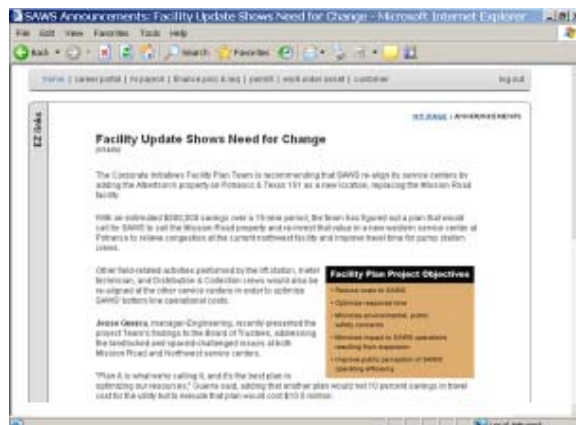 SAWS Announcements: Facility Update Shows Need for Change - Microsoft Internet Explorer
File Edit View Favorites Tools Help
Back Search Favorites
home | career portal | hr payroll | finance proc & req | permit | work order asset | customer log out
EZ links
MY PAGE | ANNOUNCEMENTS
Facility Update Shows Need for Change
The Corporate Initiatives Facility Plan Team is recommending that SAWS re-align its service centers by
adding the Albertson's property on Potranco & Texas 151 as a new location, replacing the Mission Road
facility.
With an estimated savings over a 15-year period, the team has figured out a plan that would
call for SAWS to sell the Mission Road property and re-invest that value in a new western service center at
Potranco to relieve congestion at the current northwest facility and improve travel time for pump station
crews.
Other field-related activities performed by the lift station, meter
technician, and Distribution & Collection crews would also be
re-aligned at the other service centers in order to optimize
SAWS' bottom line operational costs.
Jesse Guerra, manager-Engineering, recently presented the
project Team's findings to the Board of Trustees, addressing
the landlocked and spaced-challenged issues at both
Mission Road and Northwest service centers.
"Plan A is what we're calling it, and it's the best plan in
optimizing our resources," Guerra said, adding that another plan would net 10 percent savings in travel
cost for the utility but to execute that plan would cost $10.5 million.
Facility Plan Project Objectives
• Reduce costs to SAWS
• Optimize response time
• Minimize environmental, public
safety concerns
• Minimize impact to SAWS operations
resulting from expansion
• Improve public perception of SAWS
operating efficiency
Local intranet